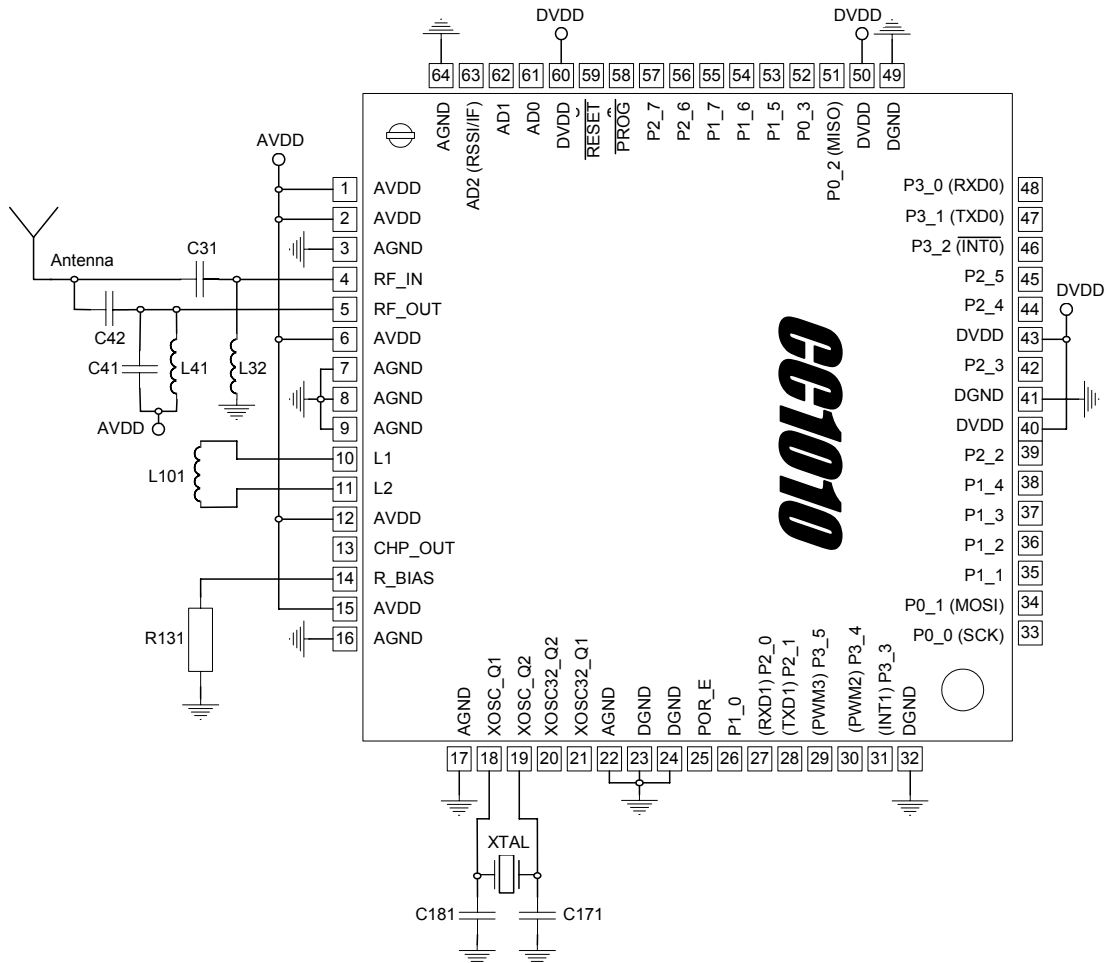 DVDD
DVDD
64 63 62 61 60 59 58 57 56 55 54 53 52 51 50 49
AGND
AD2 (RSSI/IF)
AD1
AD0
DVDD
RESET
PROG
P2_7
P2_6
P1_7
P1_6
P1_5
P0_3
P0_2 (MISO)
DVDD
DGND
AVDD
1 AVDD
2 AVDD
3 AGND
4 RF_IN
5 RF_OUT
6 AVDD
7 AGND
8 AGND
9 AGND
10 L1
11 L2
12 AVDD
13 CHP_OUT
14 R_BIAS
15 AVDD
16 AGND
Antenna
C31
C42
C41
L41
L32
AVDD
L101
R131
CC1010
P3_0 (RXD0) 48
P3_1 (TXD0) 47
P3_2 (INT0) 46
P2_5 45
P2_4 44
DVDD 43
P2_3 42
DGND 41
DVDD 40
P2_2 39
P1_4 38
P1_3 37
P1_2 36
P1_1 35
P0_1 (MOSI) 34
P0_0 (SCK) 33
DVDD
AGND
XOSC_Q1
XOSC_Q2
XOSC32_Q2
XOSC32_Q1
AGND
DGND
DGND
POR_E
P1_0
(RXD1) P2_0
(TXD1) P2_1
(PWM3) P3_5
(PWM2) P3_4
(INT1) P3_3
DGND
17 18 19 20 21 22 23 24 25 26 27 28 29 30 31 32
XTAL
C181
C171